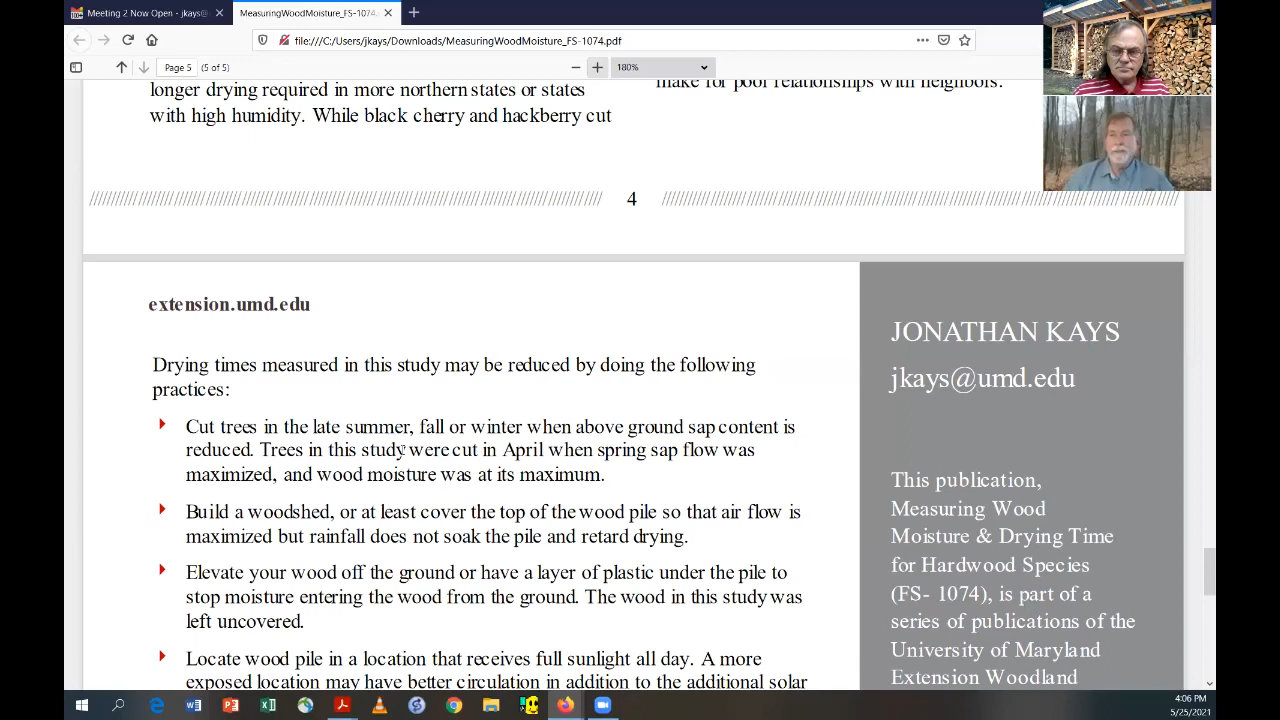 Meeting 2 Now Open - jkays@u
MeasuringWoodMoisture_FS-1074.
file:///C:/Users/jkays/Downloads/MeasuringWoodMoisture_FS-1074.pdf
Page 5 (5 of 5)
180%
longer drying required in more northern states or states
with high humidity. While black cherry and hackberry cut
make for poor relationships with neighbors.
4
extension.umd.edu
Drying times measured in this study may be reduced by doing the following
practices:
Cut trees in the late summer, fall or winter when above ground sap content is
reduced. Trees in this study were cut in April when spring sap flow was
maximized, and wood moisture was at its maximum.
Build a woodshed, or at least cover the top of the wood pile so that air flow is
maximized but rainfall does not soak the pile and retard drying.
Elevate your wood off the ground or have a layer of plastic under the pile to
stop moisture entering the wood from the ground. The wood in this study was
left uncovered.
Locate wood pile in a location that receives full sunlight all day. A more
exposed location may have better circulation in addition to the additional solar
JONATHAN KAYS
jkays@umd.edu
This publication,
Measuring Wood
Moisture & Drying Time
for Hardwood Species
(FS- 1074), is part of a
series of publications of the
University of Maryland
Extension Woodland
4:06 PM
5/25/2021